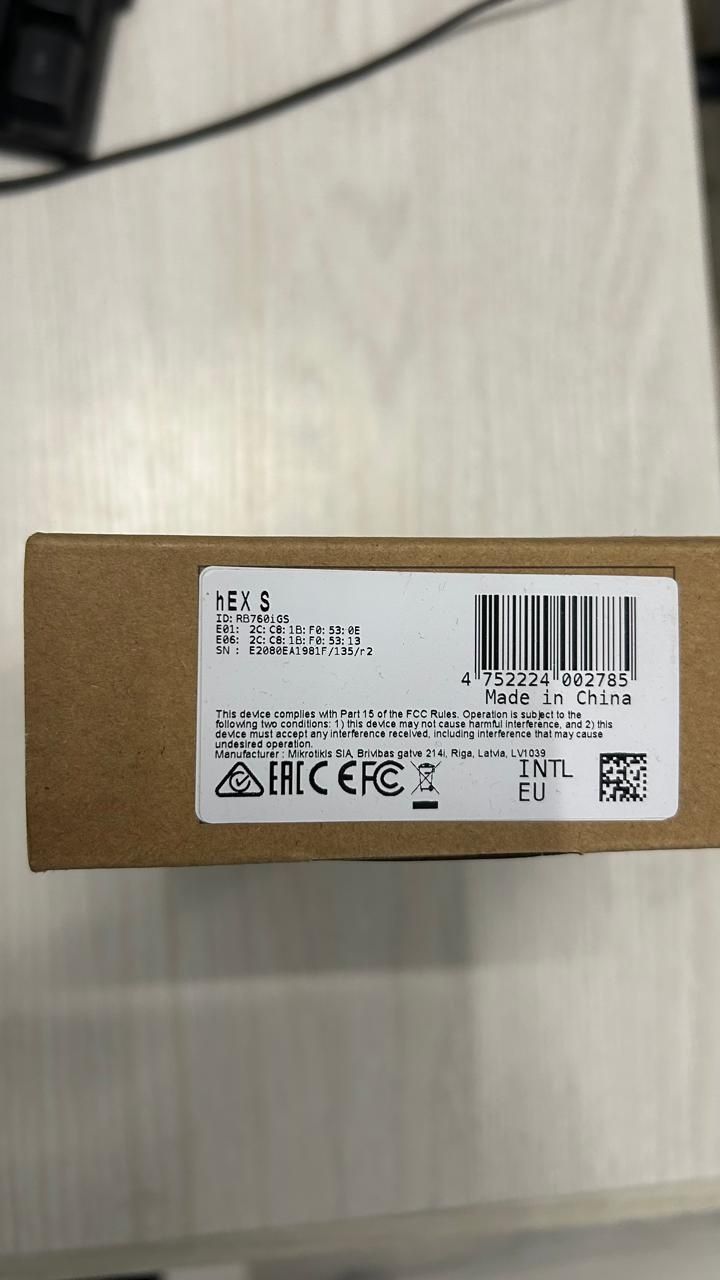 hEX S
ID: RB760iGS
E01: 2C:C8:1B:F0:53:0E
E06: 2C:C8:1B:F0:53:13
SN : E2080EA1981F/135/r2
4 752224 002785
Made in China
This device complies with Part 15 of the FCC Rules. Operation is subject to the
following two conditions: 1) this device may not cause harmful interference, and 2) this
device must accept any interference received, including interference that may cause
undesired operation.
Manufacturer : Mikrotikls SIA, Brivibas gatve 214i, Riga, Latvia, LV1039
EAC CE FC
INTL
EU